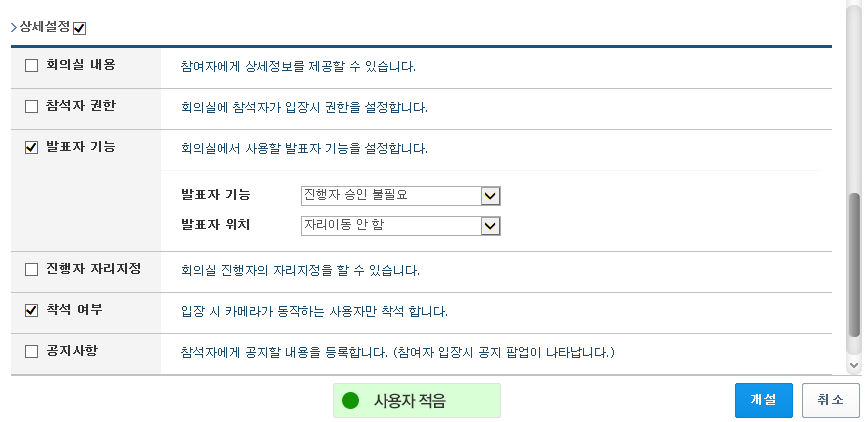 상세설정
회의실 내용 참여자에게 상세정보를 제공할 수 있습니다.
참석자 권한 회의실에 참석자가 입장시 권한을 설정합니다.
발표자 기능 회의실에서 사용할 발표자 기능을 설정합니다.
발표자 기능 진행자 승인 불필요
발표자 위치 자리이동 안 함
진행자 자리지정 회의실 진행자의 자리지정을 할 수 있습니다.
착석 여부 입장 시 카메라가 동작하는 사용자만 착석 합니다.
공지사항 참석자에게 공지할 내용을 등록합니다. (참여자 입장시 공지 팝업이 나타납니다.)
사용자 적음 개설 취소